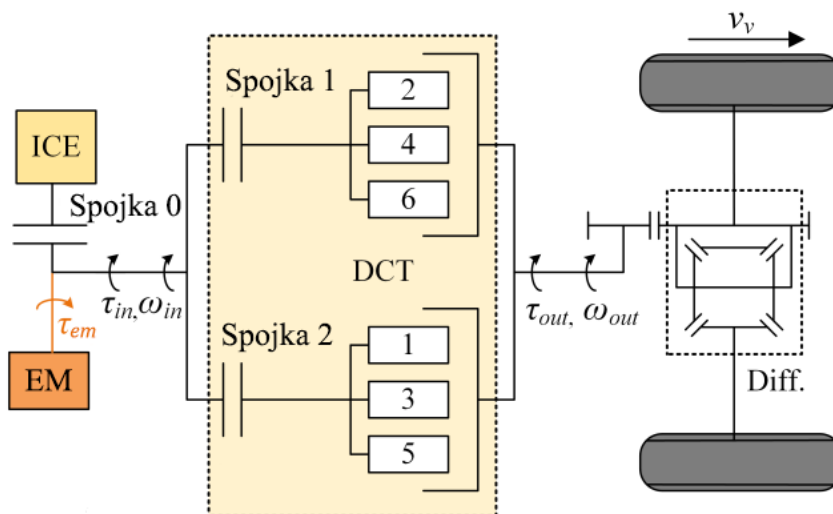 v_v
Spojka 1
2
ICE
4
Spojka 0
6
DCT
τ_in, ω_in
τ_out, ω_out
τ_em
Spojka 2
1
EM
3
Diff.
5